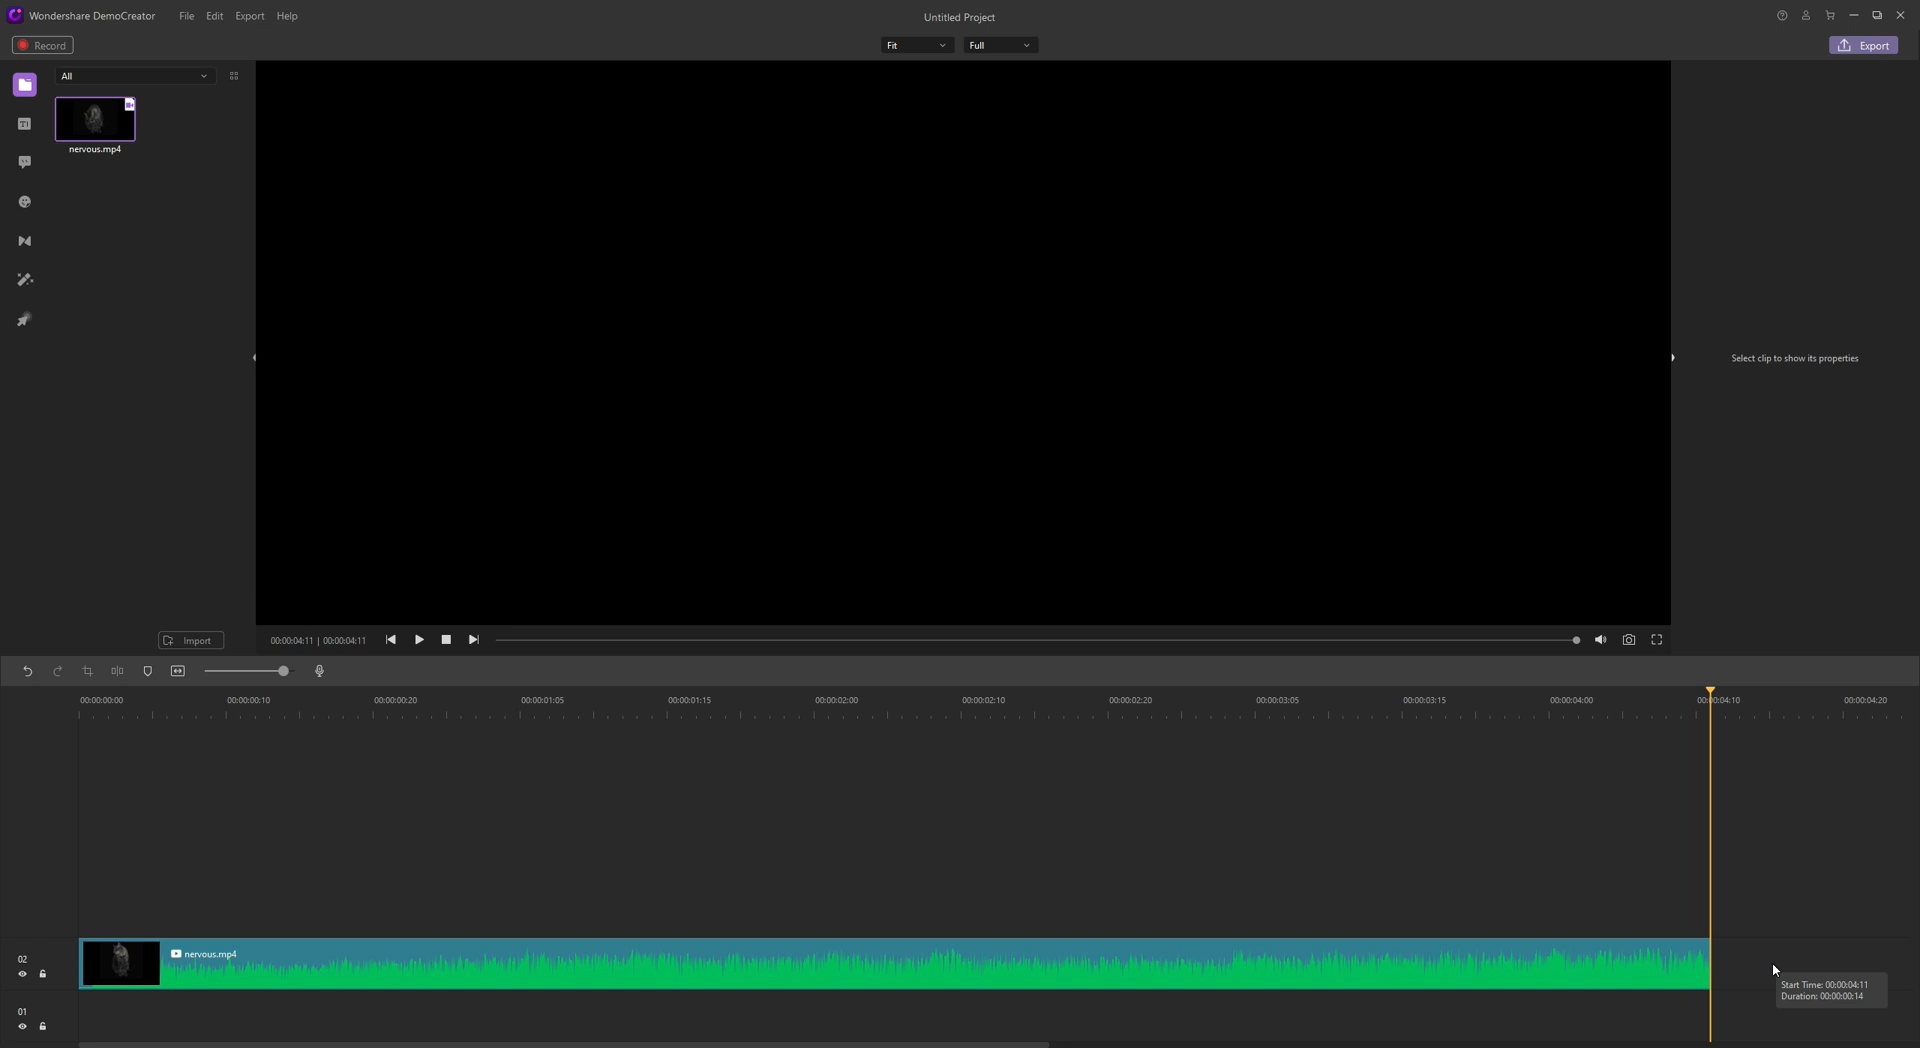 Wondershare DemoCreator File Edit Export Help
Untitled Project
Record
Fit Full
Export
All
nervous.mp4
Select clip to show its properties
Import
00:00:04:11 | 00:00:04:11
00:00:00:00 00:00:00:10 00:00:00:20 00:00:01:05 00:00:01:15 00:00:02:00 00:00:02:10 00:00:02:20 00:00:03:05 00:00:03:15 00:00:04:00 00:00:04:10 00:00:04:20
02
nervous.mp4
Start Time: 00:00:04:11
Duration: 00:00:00:14
01